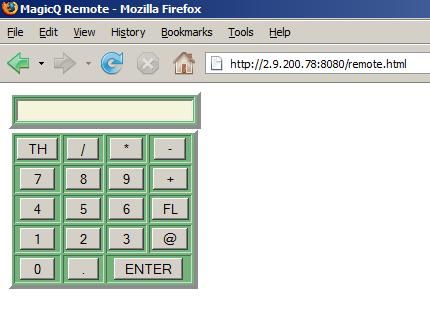 MagicQ Remote - Mozilla Firefox
File Edit View History Bookmarks Tools Help
http://2.9.200.78:8080/remote.html
TH / * -
7 8 9 +
4 5 6 FL
1 2 3 @
0 . ENTER